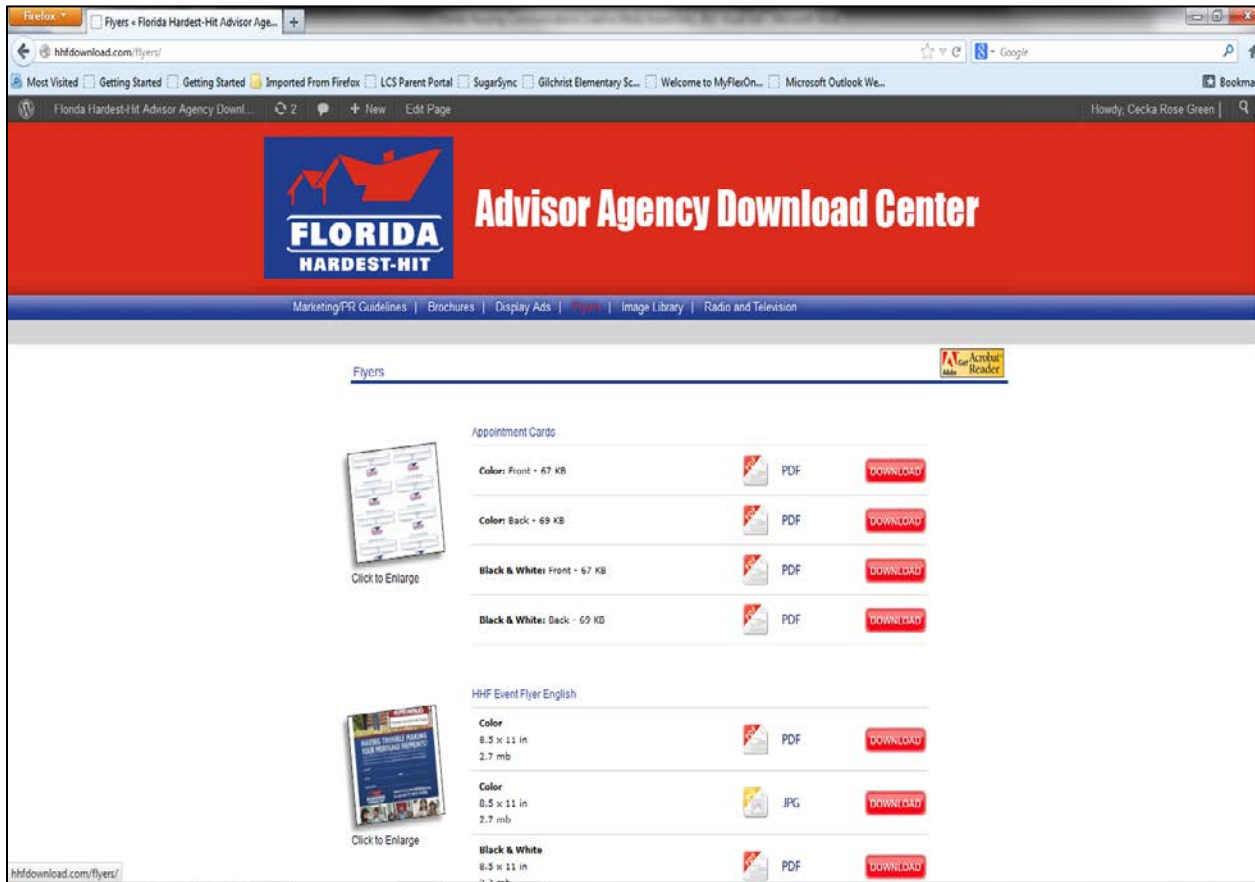 Firefox
Flyers « Florida Hardest-Hit Advisor Age...
+
hhfdownload.com/flyers/
Google
Most Visited Getting Started Getting Started Imported From Firefox LCS Parent Portal SugarSync Gilchrist Elementary Sc... Welcome to MyFlexOn... Microsoft Outlook We... Bookma
Florida Hardest-Hit Advisor Agency Downl... 2 + New Edit Page Howdy, Cecka Rose Green
FLORIDA
HARDEST-HIT
Advisor Agency Download Center
Marketing/PR Guidelines | Brochures | Display Ads | Flyers | Image Library | Radio and Television
Flyers
Get Acrobat Reader
Adobe
Appointment Cards
Color: Front - 67 KB PDF DOWNLOAD
Color: Back - 69 KB PDF DOWNLOAD
Black & White: Front - 67 KB PDF DOWNLOAD
Black & White: Back - 69 KB PDF DOWNLOAD
Click to Enlarge
HHF Event Flyer English
HAVING TROUBLE MAKING
YOUR MORTGAGE PAYMENTS?
Color
8.5 x 11 in PDF DOWNLOAD
2.7 mb
Color
8.5 x 11 in JPG DOWNLOAD
2.7 mb
Click to Enlarge
Black & White
8.5 x 11 in PDF DOWNLOAD
hhfdownload.com/flyers/